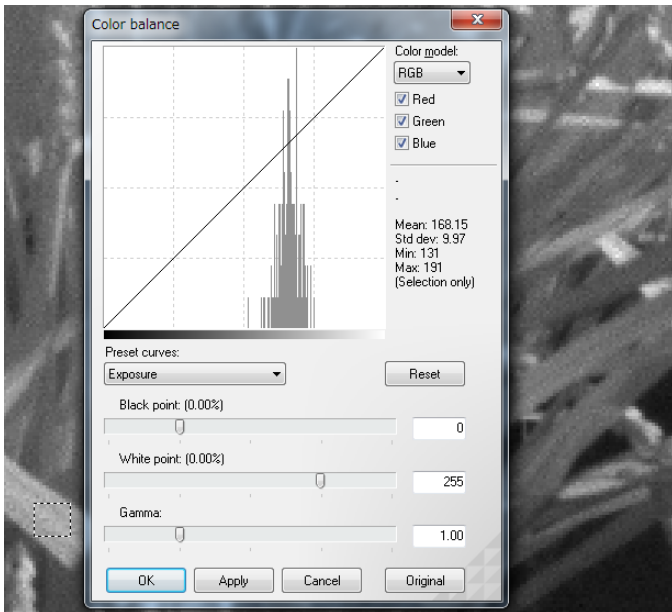 Color balance
Color model:
RGB
Red
Green
Blue
-
-
Mean: 168.15
Std dev: 9.97
Min: 131
Max: 191
(Selection only)
Preset curves:
Exposure
Reset
Black point: (0.00%)
0
White point: (0.00%)
255
Gamma:
1.00
OK
Apply
Cancel
Original